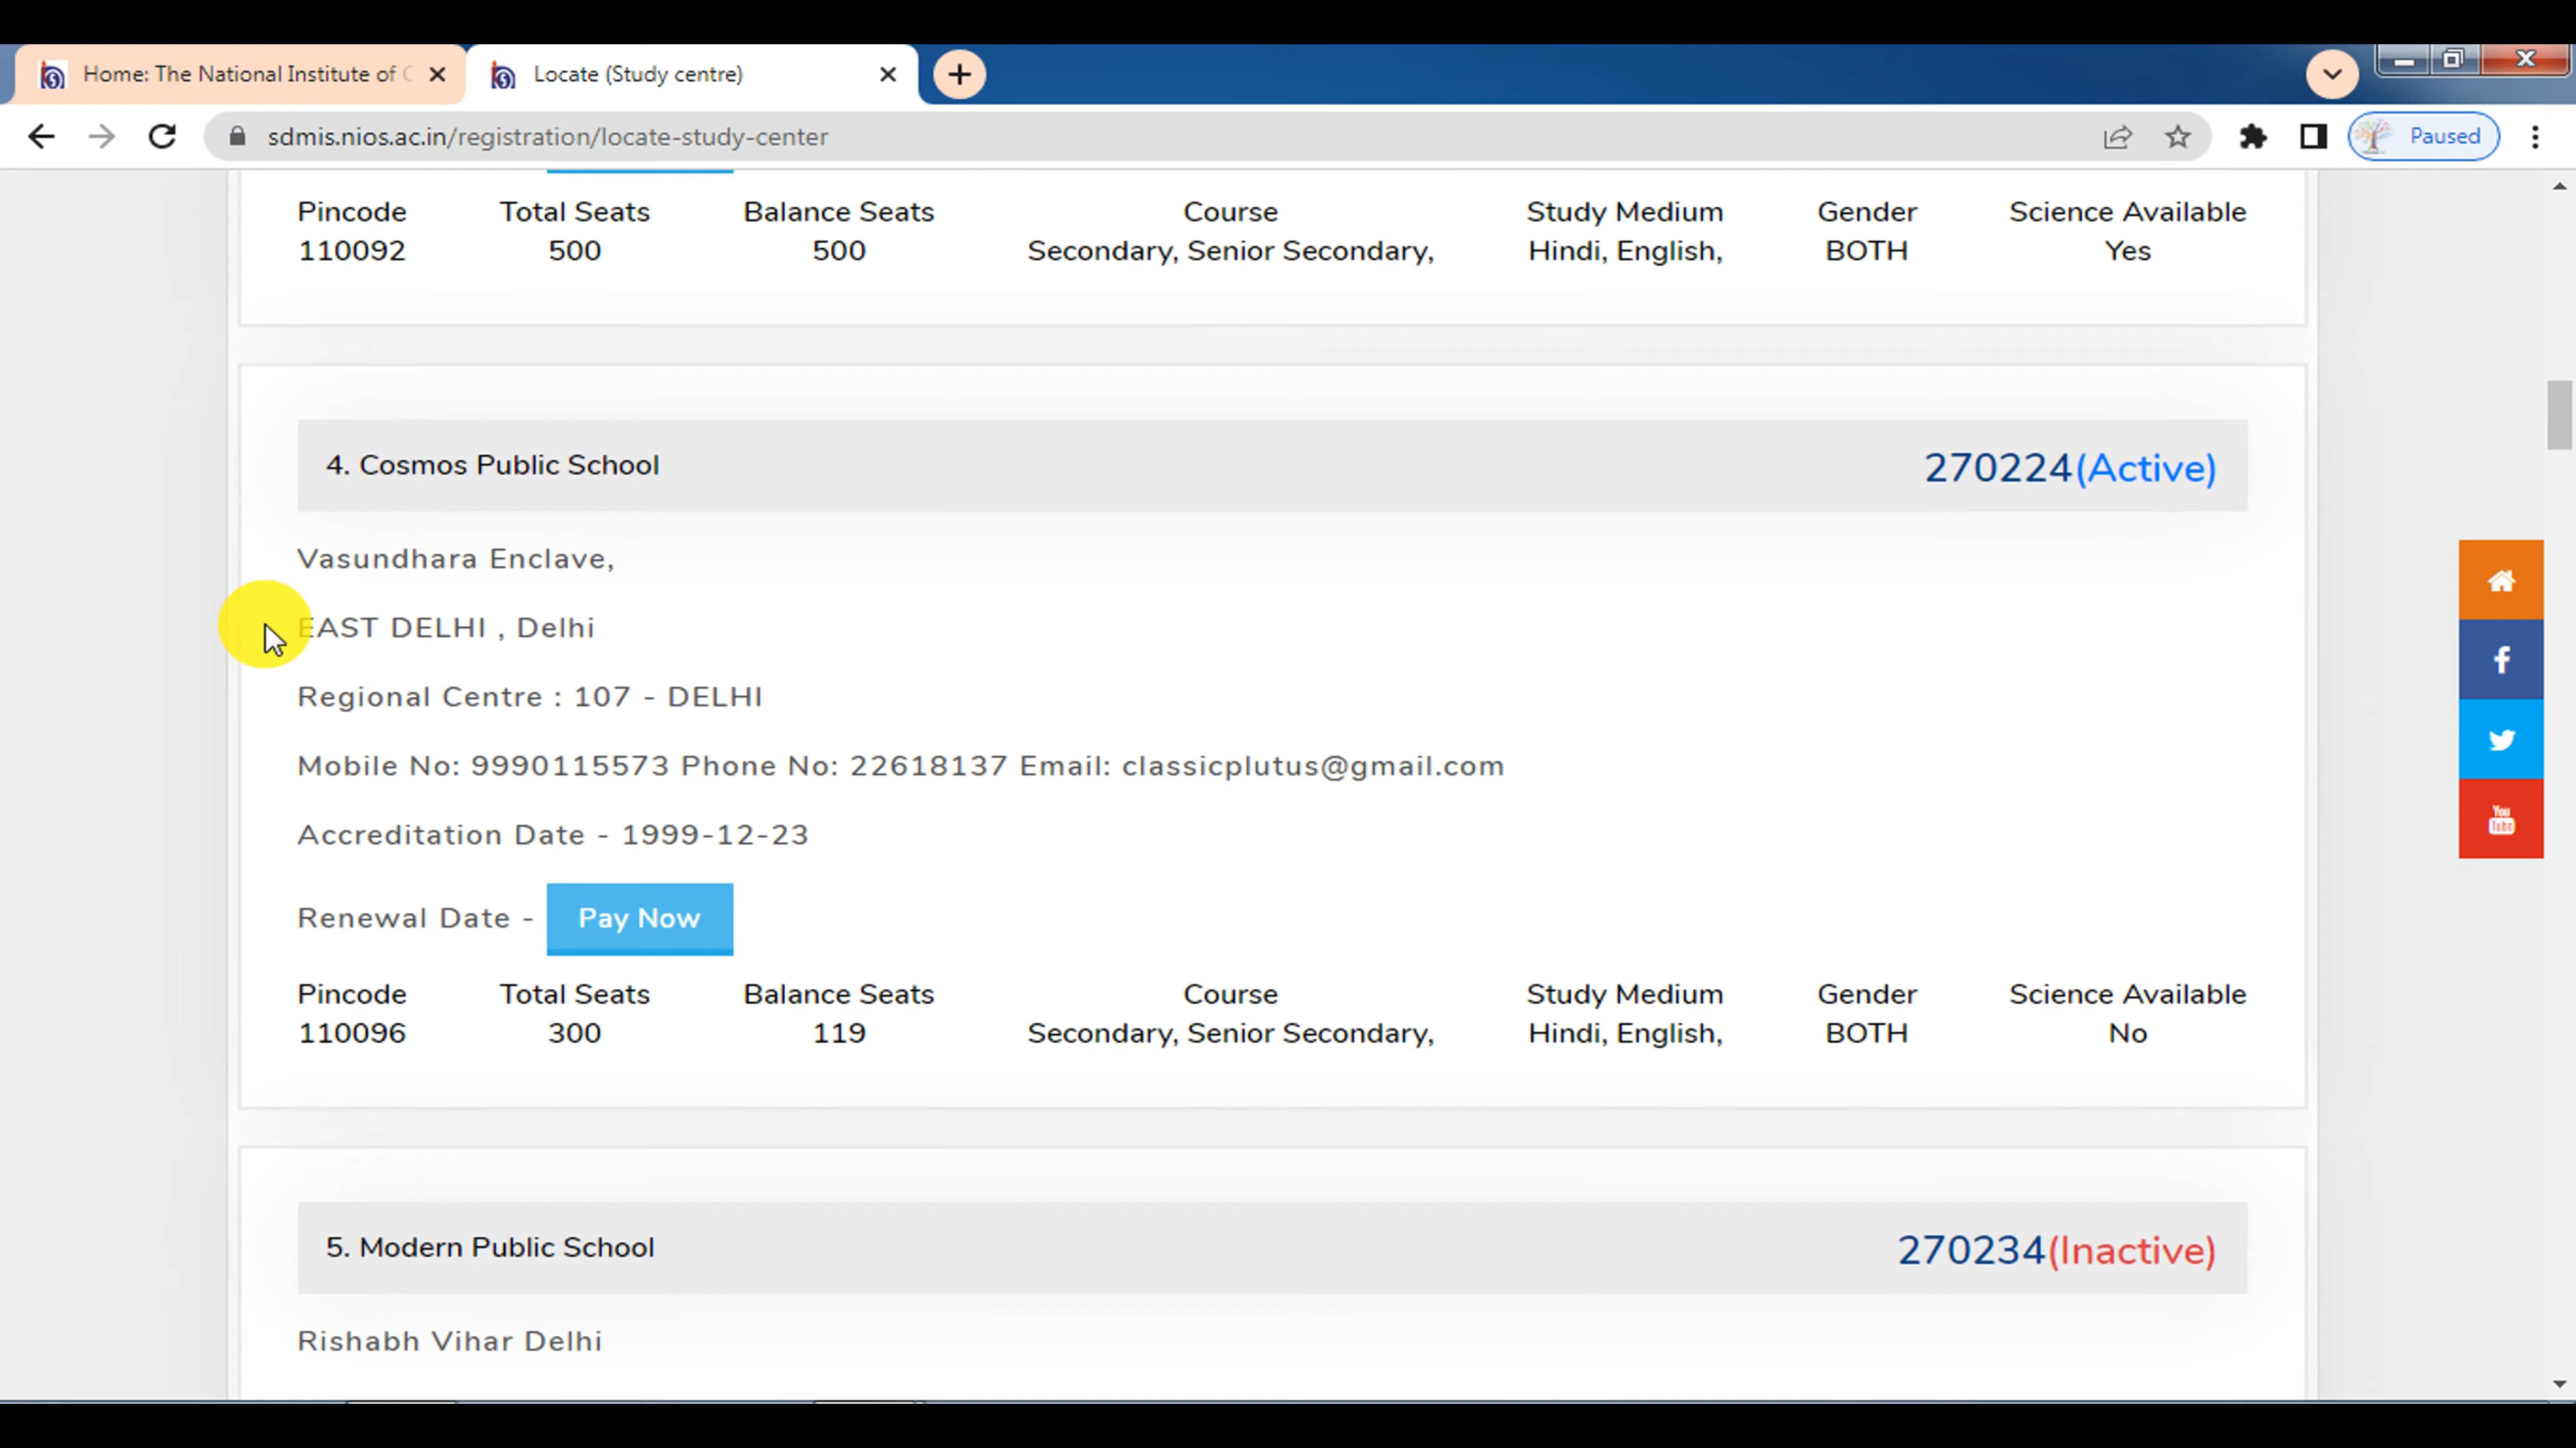 Home: The National Institute of
Locate (Study centre)
sdmis.nios.ac.in/registration/locate-study-center
Paused
Pincode Total Seats Balance Seats Course Study Medium Gender Science Available
110092 500 500 Secondary, Senior Secondary, Hindi, English, BOTH Yes
4. Cosmos Public School 270224(Active)
Vasundhara Enclave,
EAST DELHI , Delhi
Regional Centre : 107 - DELHI
Mobile No: 9990115573 Phone No: 22618137 Email: classicplutus@gmail.com
Accreditation Date - 1999-12-23
Renewal Date - Pay Now
Pincode Total Seats Balance Seats Course Study Medium Gender Science Available
110096 300 119 Secondary, Senior Secondary, Hindi, English, BOTH No
5. Modern Public School 270234(Inactive)
Rishabh Vihar Delhi
You
Tube